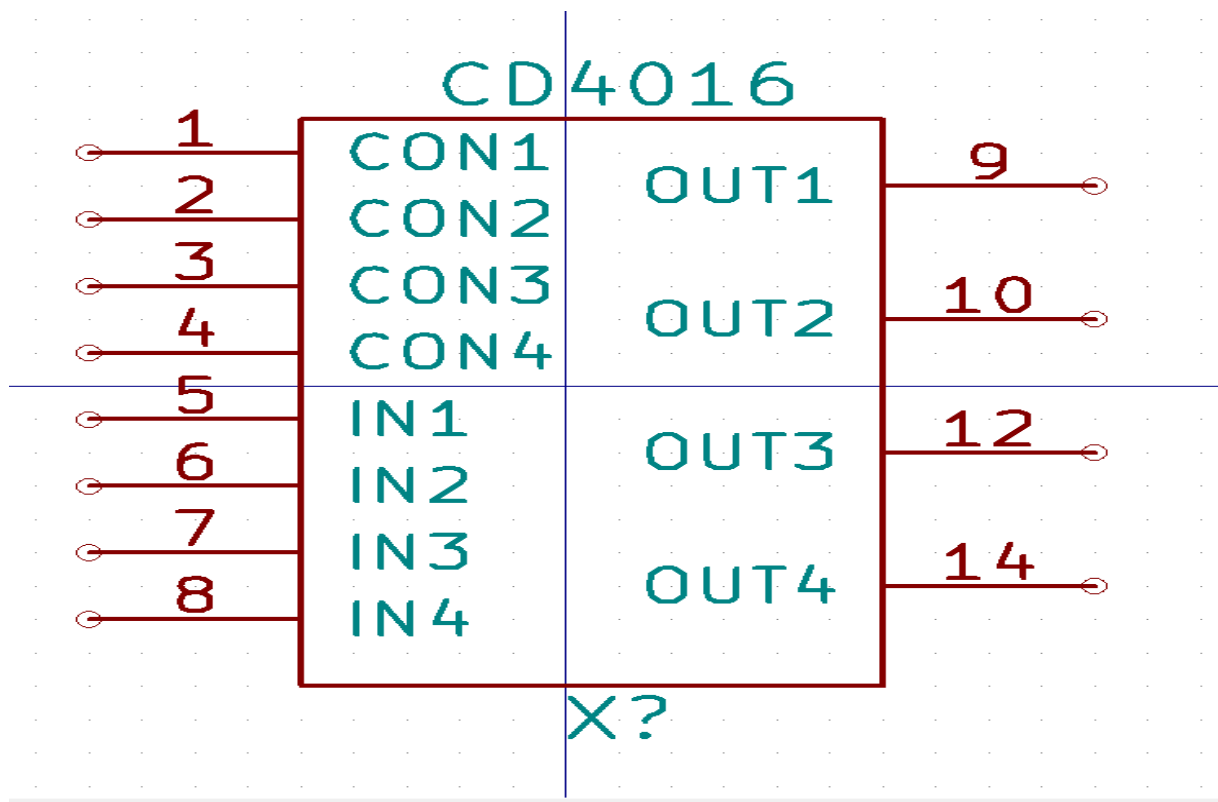 CD4016
1 CON1
2 CON2
3 CON3
4 CON4
5 IN1
6 IN2
7 IN3
8 IN4
OUT1 9
OUT2 10
OUT3 12
OUT4 14
X?